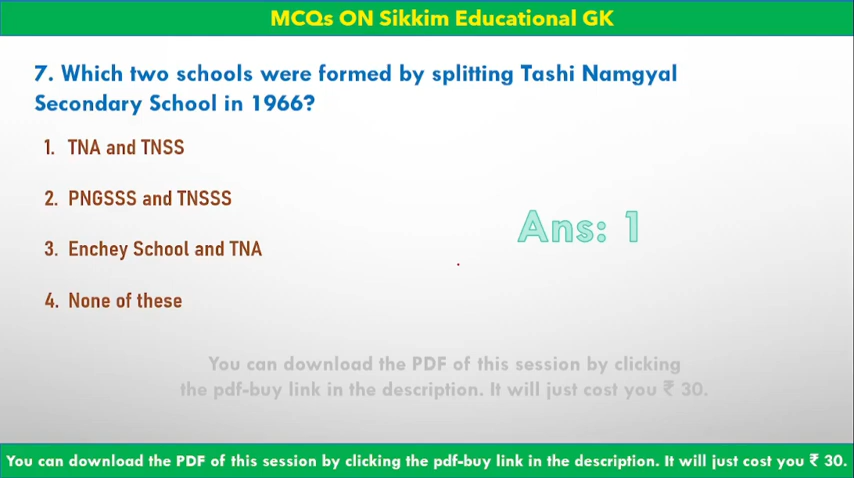 MCQs ON Sikkim Educational GK
7. Which two schools were formed by splitting Tashi Namgyal
Secondary School in 1966?
1. TNA and TNSS
2. PNGSSS and TNSSS
Ans: 1
3. Enchey School and TNA
4. None of these
You can download the PDF of this session by clicking
the pdf-buy link in the description. It will just cost you ₹ 30.
You can download the PDF of this session by clicking the pdf-buy link in the description. It will just cost you ₹ 30.